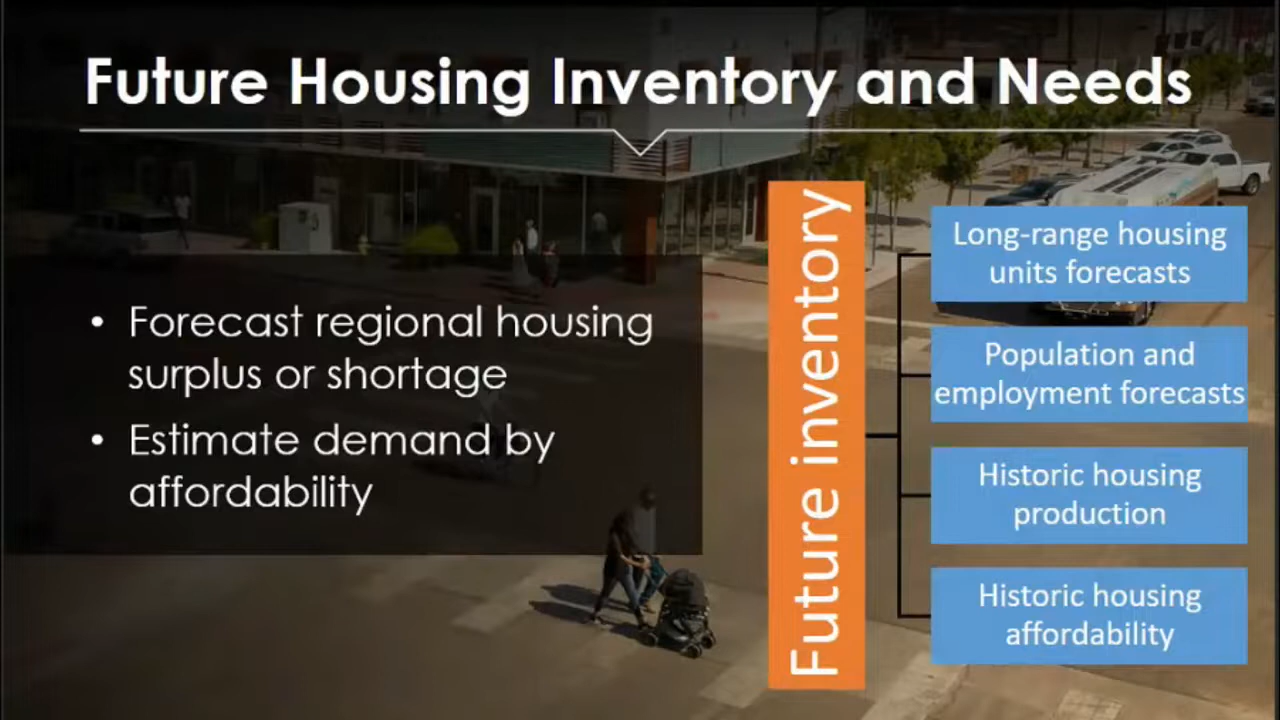 Future Housing Inventory and Needs
• Forecast regional housing
surplus or shortage
• Estimate demand by
affordability
Future inventory
Long-range housing
units forecasts
Population and
employment forecasts
Historic housing
production
Historic housing
affordability